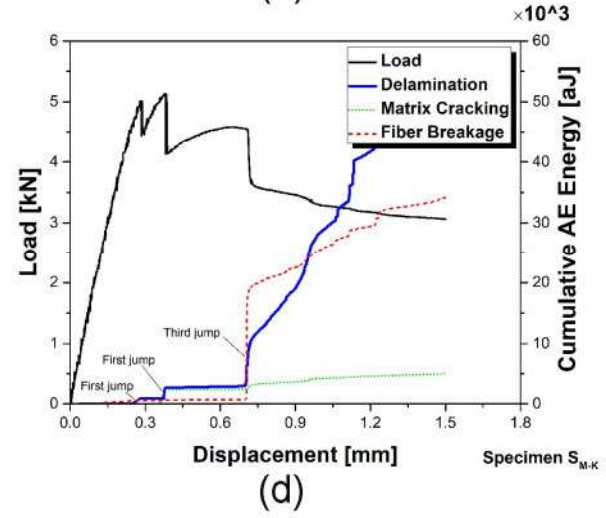 ×10^3
Load [kN]
6
5
4
3
2
1
0
Load
Delamination
Matrix Cracking
Fiber Breakage
Third jump
First jump
First jump
60
50
40
30
20
10
0
Cumulative AE Energy [aJ]
0.0 0.3 0.6 0.9 1.2 1.5 1.8
Displacement [mm]
Specimen S_M-K
(d)